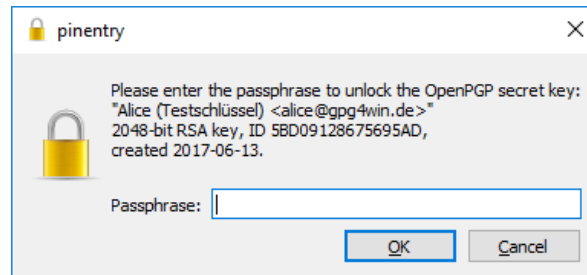 pinentry
Please enter the passphrase to unlock the OpenPGP secret key:
"Alice (Testschlüssel) <alice@gpg4win.de>"
2048-bit RSA key, ID 5BD09128675695AD,
created 2017-06-13.
Passphrase:
OK Cancel